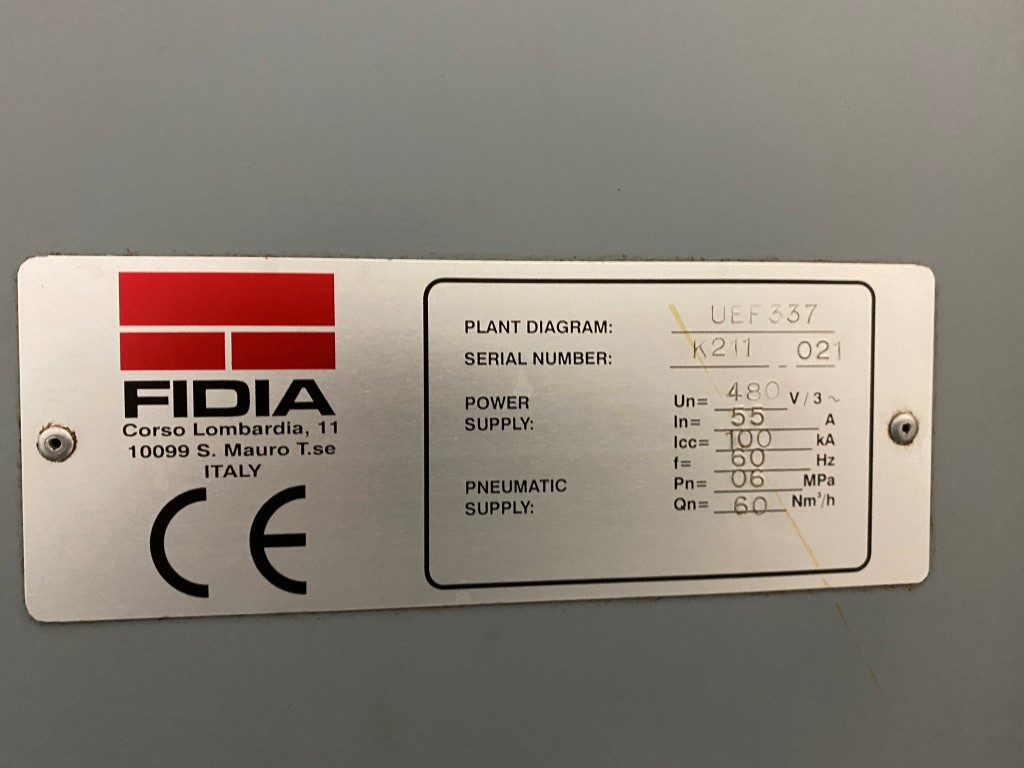 FIDIA
Corso Lombardia, 11
10099 S. Mauro T.se
ITALY
CE
PLANT DIAGRAM: UEF337
SERIAL NUMBER: K211 - 021
POWER SUPPLY:
Un= 480 V/3~
In= 55 A
Icc= 100 kA
f= 60 Hz
PNEUMATIC SUPPLY:
Pn= 06 MPa
Qn= 60 Nm³/h